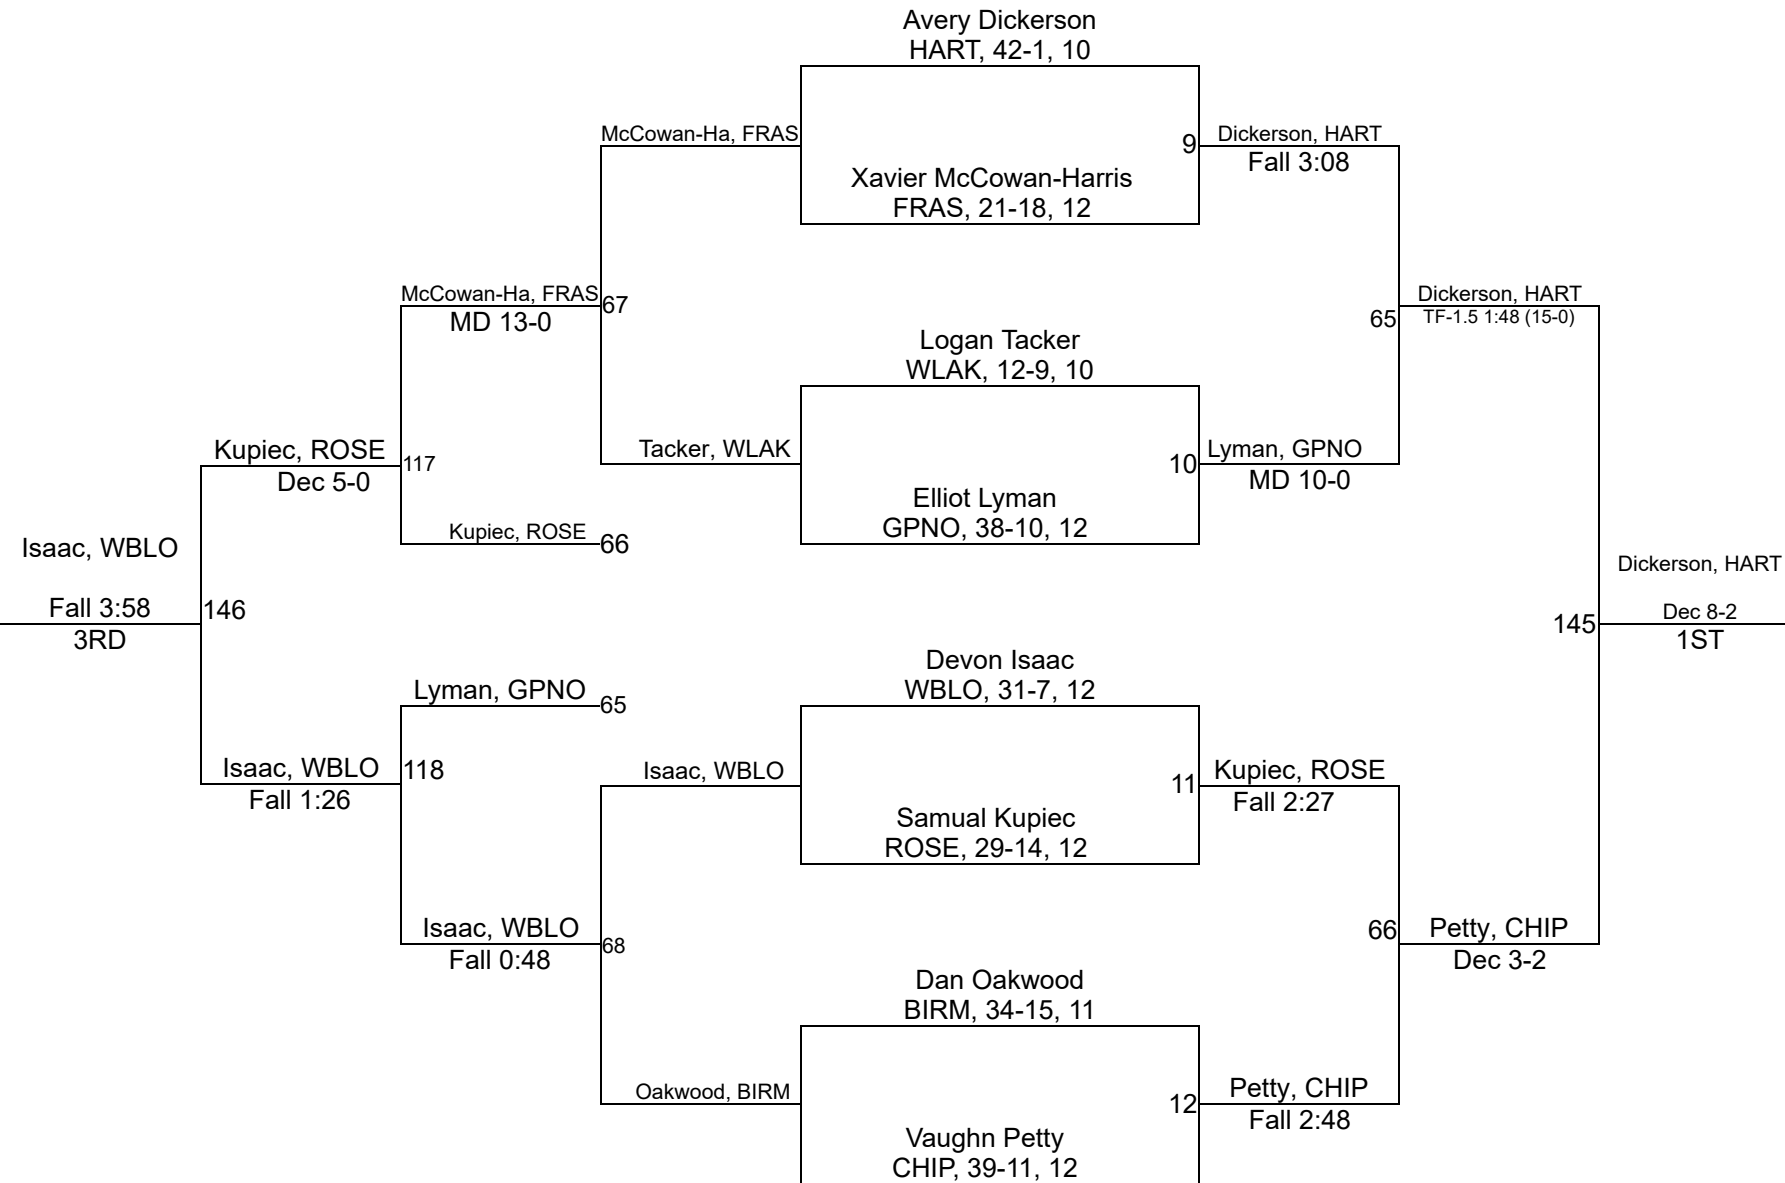 Avery Dickerson
HART, 42-1, 10
McCowan-Ha, FRAS
9
Dickerson, HART
Fall 3:08
Xavier McCowan-Harris
FRAS, 21-18, 12
McCowan-Ha, FRAS
MD 13-0
67
Dickerson, HART
TF-1.5 1:48 (15-0)
65
Logan Tacker
WLAK, 12-9, 10
Kupiec, ROSE
Dec 5-0
117
Tacker, WLAK
10
Lyman, GPNO
MD 10-0
Elliot Lyman
GPNO, 38-10, 12
Kupiec, ROSE
66
Isaac, WBLO
Fall 3:58
3RD
146
Dickerson, HART
Dec 8-2
1ST
145
Devon Isaac
WBLO, 31-7, 12
Lyman, GPNO
65
Isaac, WBLO
Fall 1:26
118
Isaac, WBLO
11
Kupiec, ROSE
Fall 2:27
Samual Kupiec
ROSE, 29-14, 12
Isaac, WBLO
Fall 0:48
68
66
Petty, CHIP
Dec 3-2
Dan Oakwood
BIRM, 34-15, 11
Oakwood, BIRM
12
Petty, CHIP
Fall 2:48
Vaughn Petty
CHIP, 39-11, 12